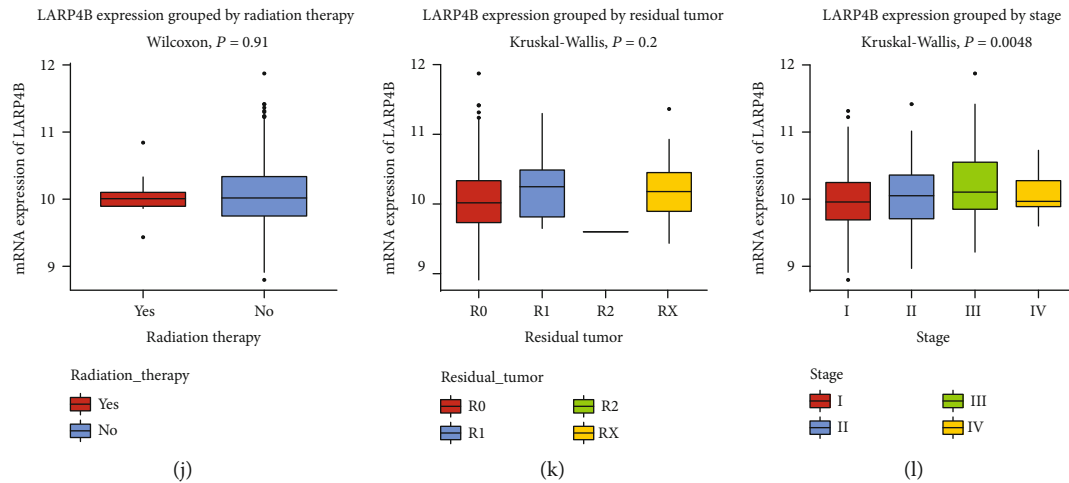 LARP4B expression grouped by radiation therapy
Wilcoxon, P = 0.91
12
11
10
9
mRNA expression of LARP4B
Yes
No
Radiation therapy
Radiation_therapy
Yes
No
(j)
LARP4B expression grouped by residual tumor
Kruskal-Wallis, P = 0.2
12
11
10
9
mRNA expression of LARP4B
R0
R1
R2
RX
Residual tumor
Residual_tumor
R0
R2
R1
RX
(k)
LARP4B expression grouped by stage
Kruskal-Wallis, P = 0.0048
12
11
10
9
mRNA expression of LARP4B
I
II
III
IV
Stage
Stage
I
III
II
IV
(l)